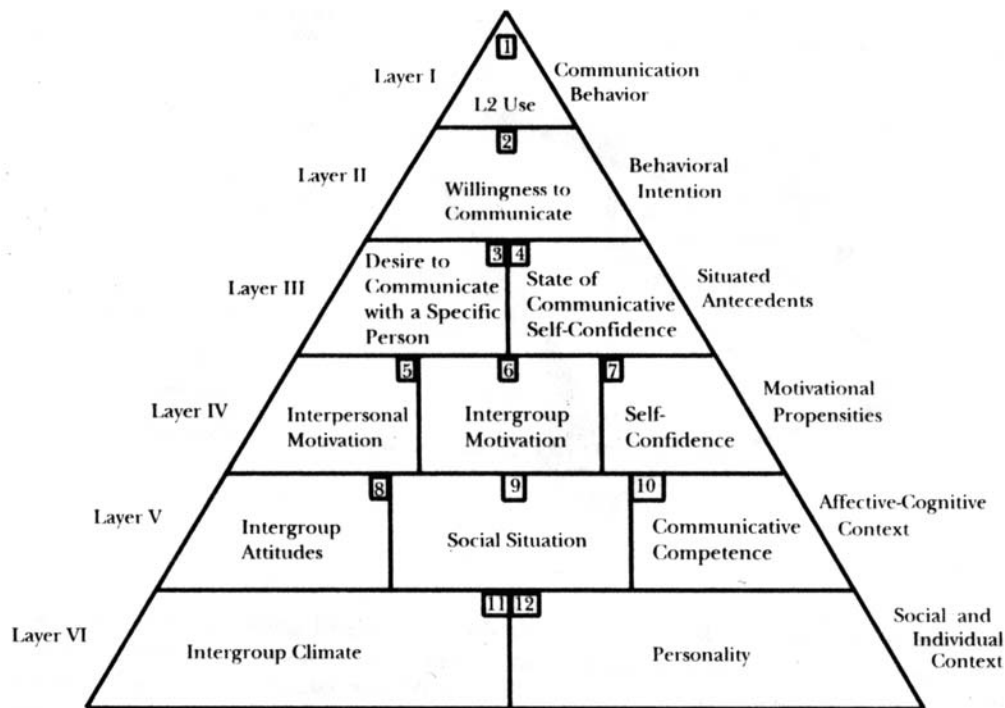 1
Layer I
L2 Use
Communication
Behavior
2
Layer II
Willingness to
Communicate
Behavioral
Intention
3
4
Layer III
Desire to
Communicate
with a Specific
Person
State of
Communicative
Self-Confidence
Situated
Antecedents
5
6
7
Layer IV
Interpersonal
Motivation
Intergroup
Motivation
Self-
Confidence
Motivational
Propensities
8
9
10
Layer V
Intergroup
Attitudes
Social Situation
Communicative
Competence
Affective-Cognitive
Context
11
12
Layer VI
Intergroup Climate
Personality
Social and
Individual
Context